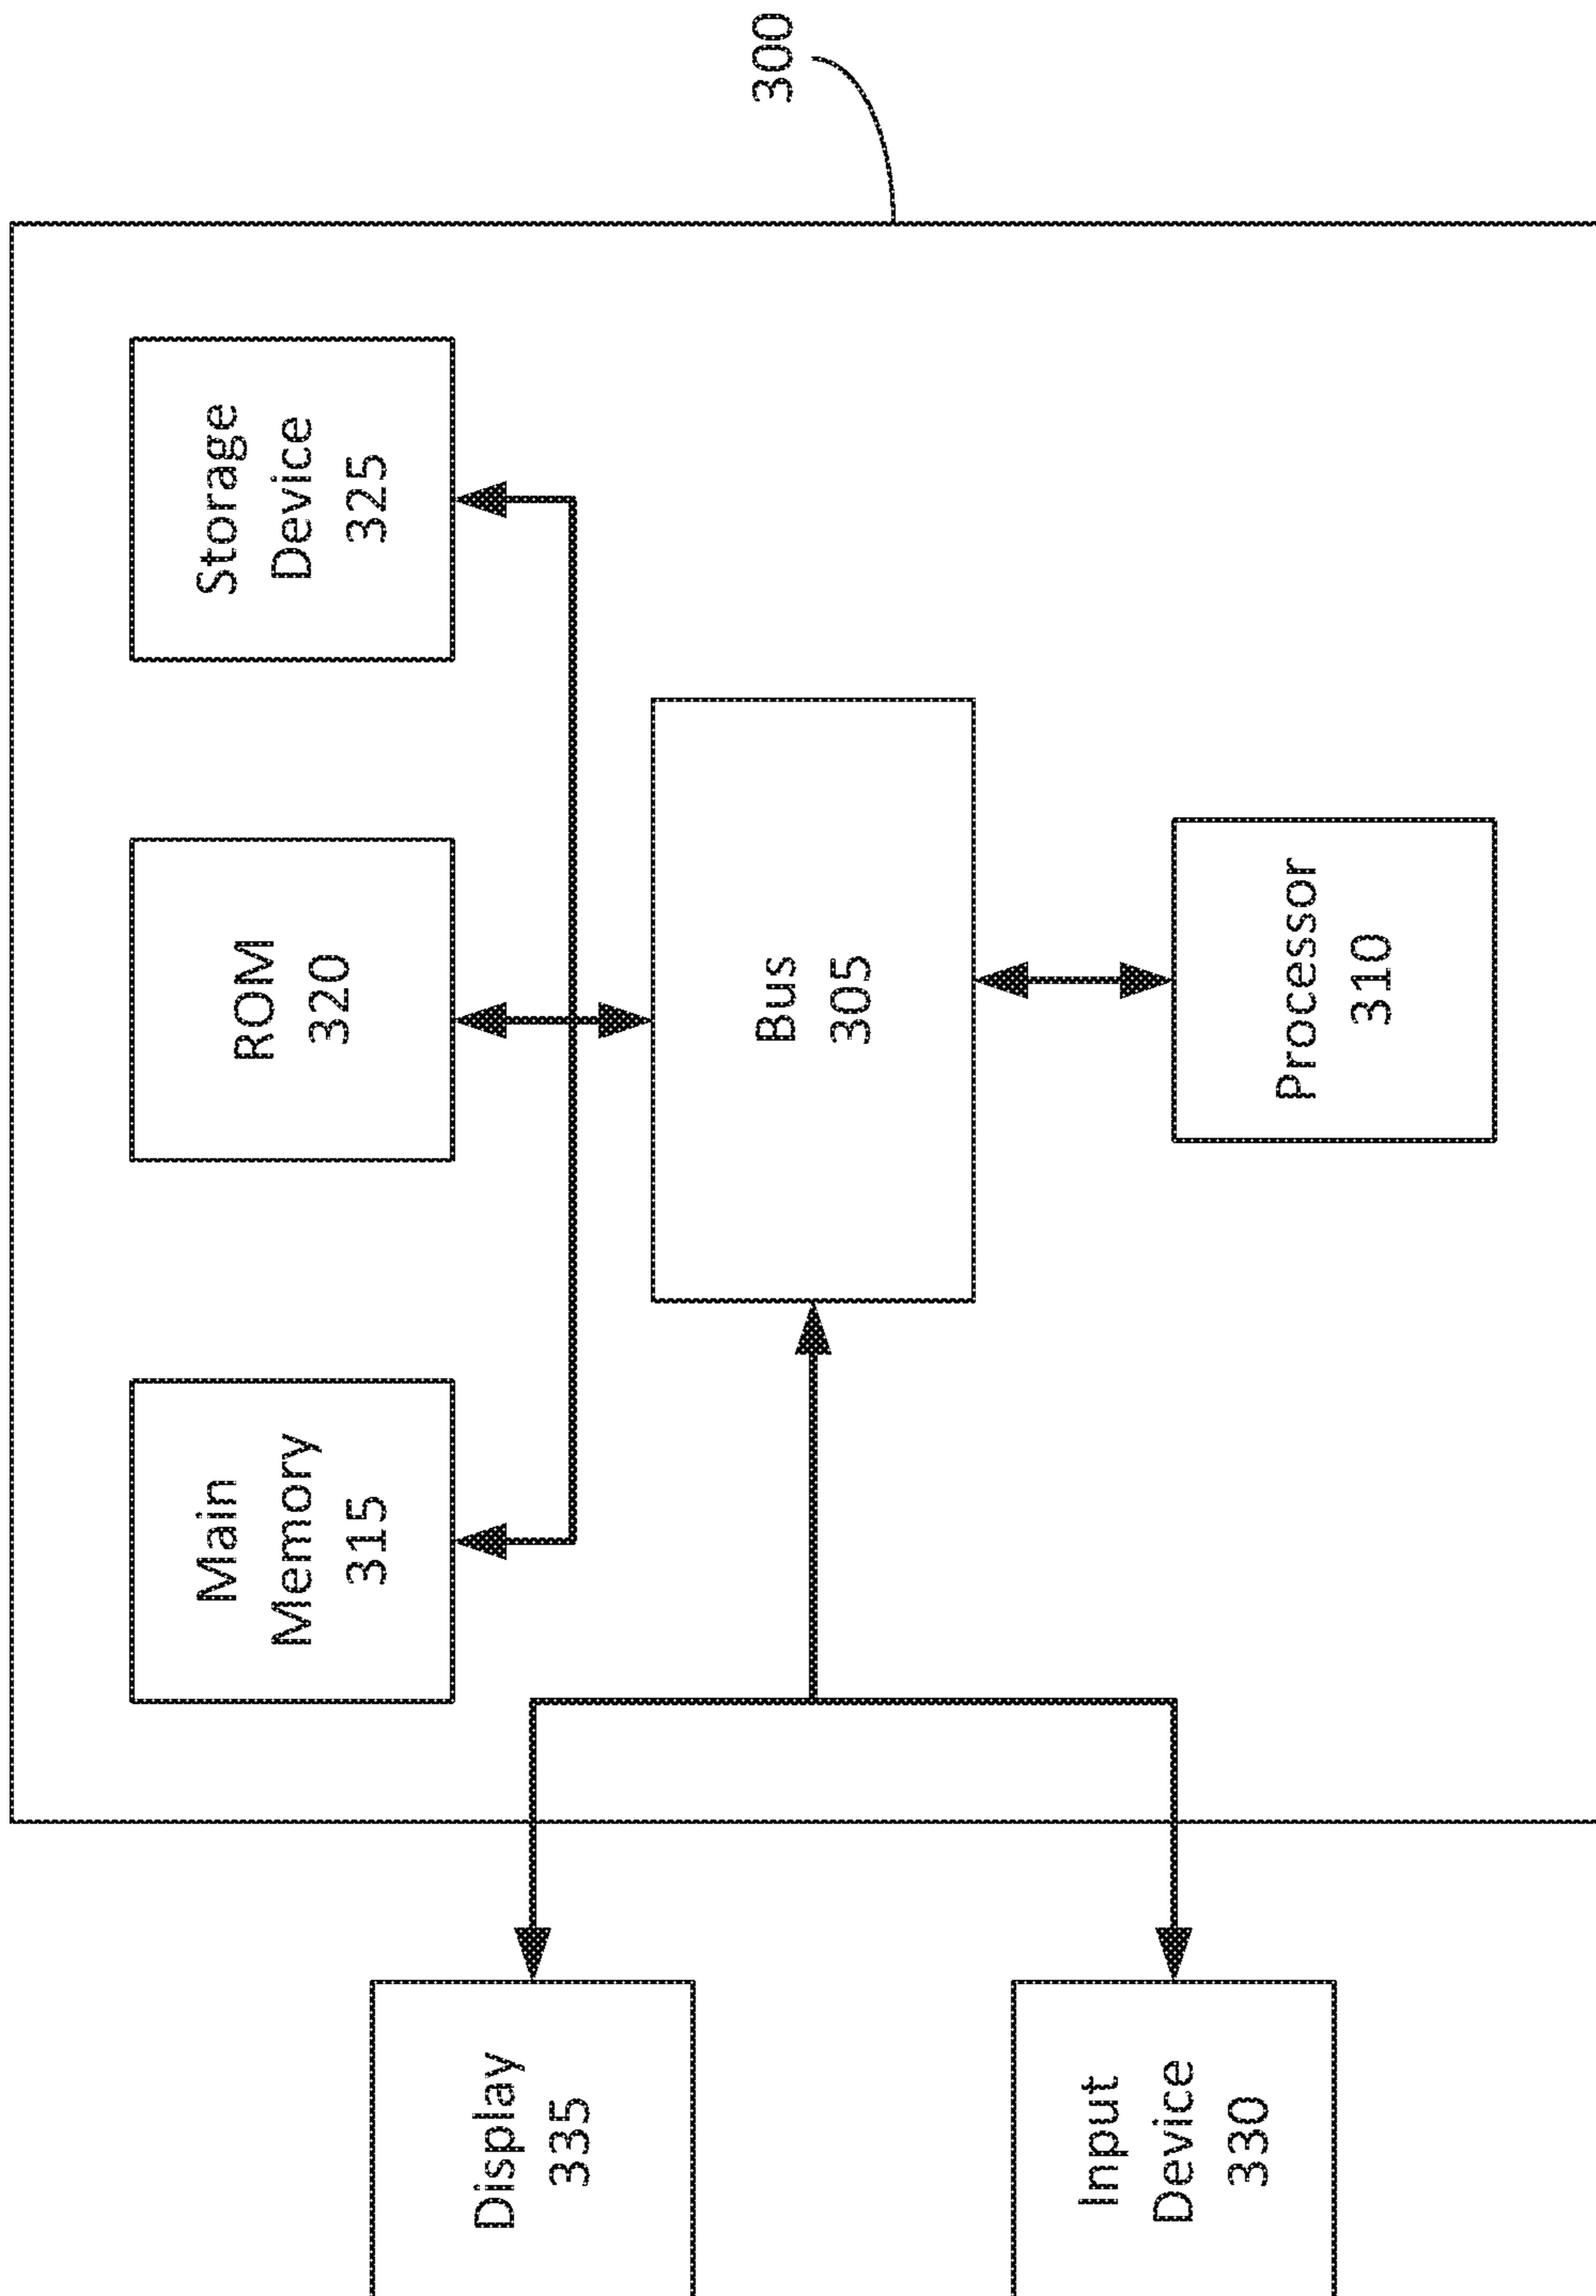 300
Main
Memory
315
ROM
320
Storage
Device
325
Display
335
Bus
305
Input
Device
330
Processor
310